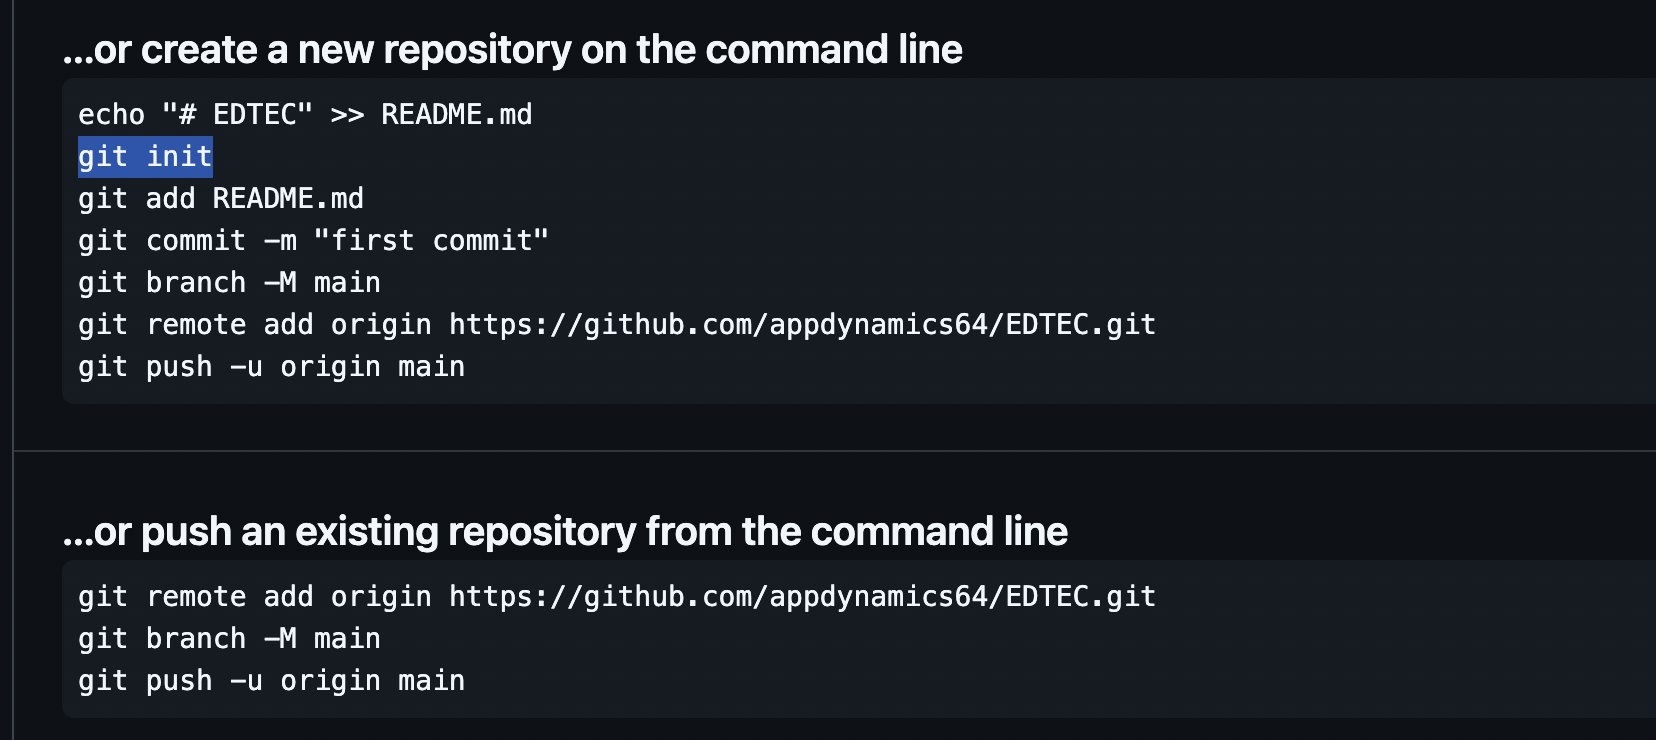 ...or create a new repository on the command line
echo "# EDTEC" >> README.md
git init
git add README.md
git commit -m "first commit"
git branch -M main
git remote add origin https://github.com/appdynamics64/EDTEC.git
git push -u origin main
...or push an existing repository from the command line
git remote add origin https://github.com/appdynamics64/EDTEC.git
git branch -M main
git push -u origin main